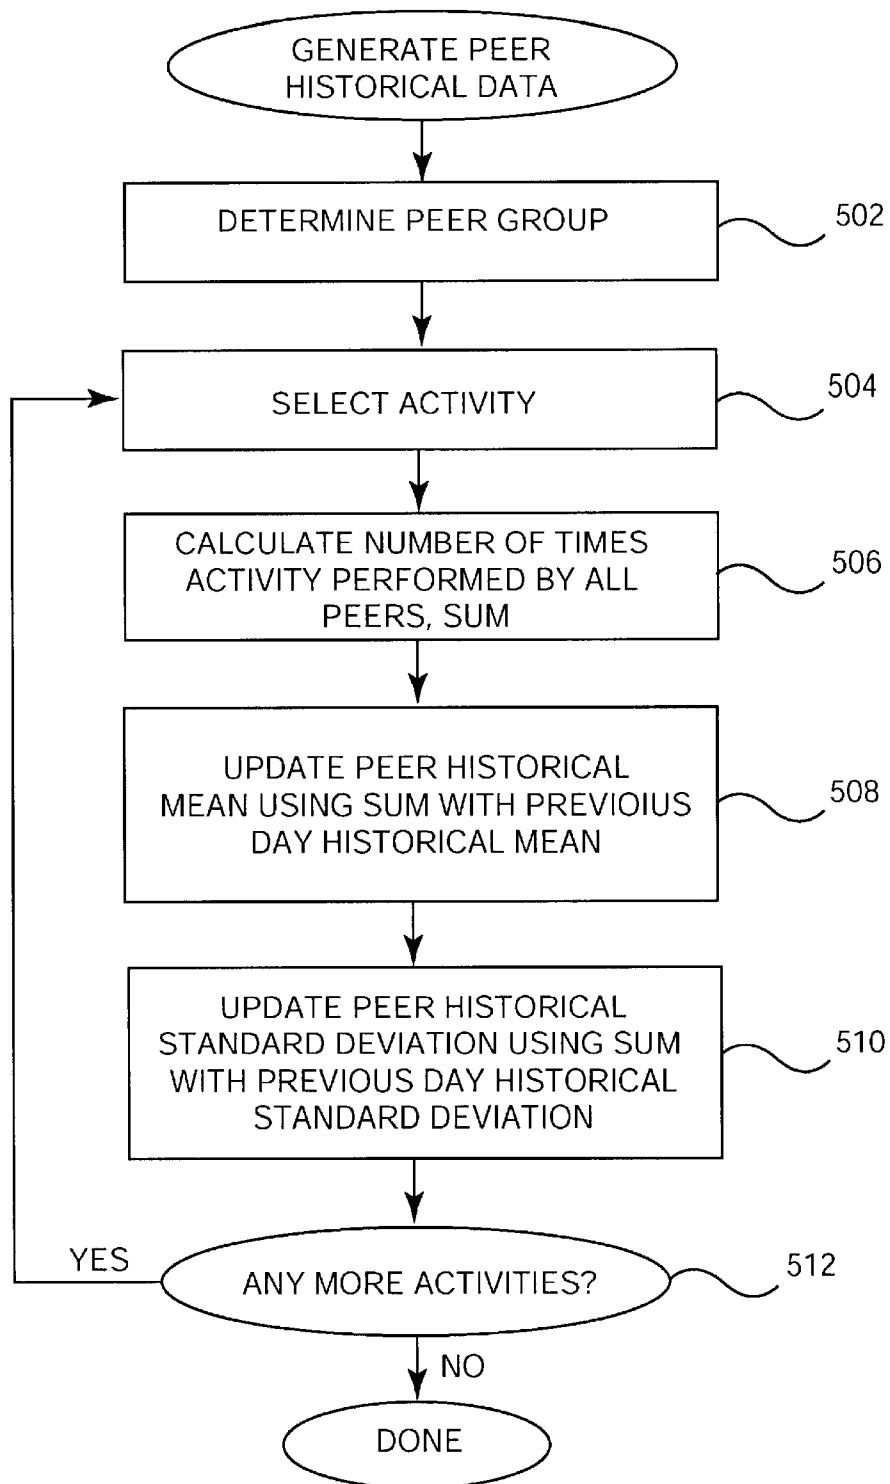 GENERATE PEER
HISTORICAL DATA
DETERMINE PEER GROUP
502
SELECT ACTIVITY
504
CALCULATE NUMBER OF TIMES
ACTIVITY PERFORMED BY ALL
PEERS, SUM
506
UPDATE PEER HISTORICAL
MEAN USING SUM WITH PREVIOIUS
DAY HISTORICAL MEAN
508
UPDATE PEER HISTORICAL
STANDARD DEVIATION USING SUM
WITH PREVIOUS DAY HISTORICAL
STANDARD DEVIATION
510
YES
ANY MORE ACTIVITIES?
512
NO
DONE